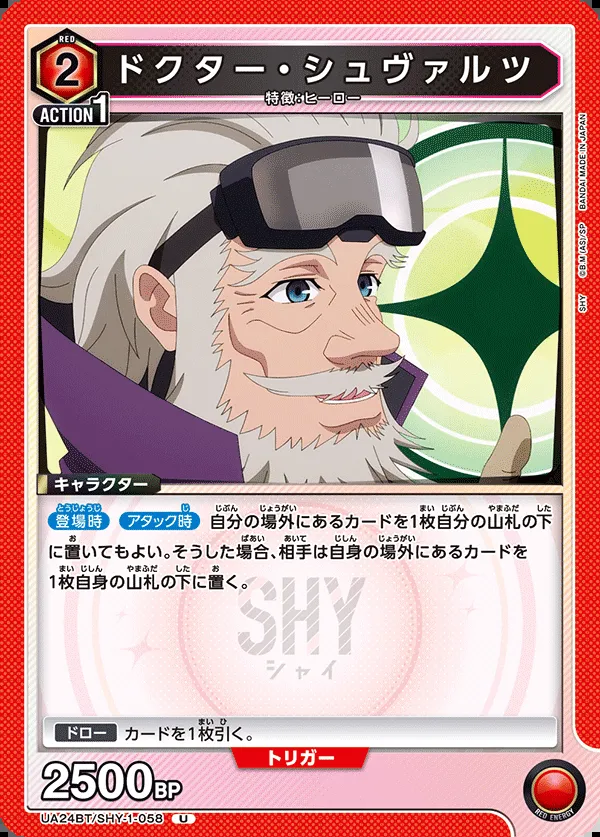 RED
2
ドクター・シュヴァルツ
特徴:ヒーロー
ACTION 1
SHY ©B.M(AS)/SP BANDAI MADE IN JAPAN
キャラクター
登場時 アタック時 自分の場外にあるカードを1枚自分の山札の下
に置いてもよい。そうした場合、相手は自身の場外にあるカードを
1枚自身の山札の下に置く。
SHY
シャイ
ドロー カードを1枚引く。
トリガー
2500BP
UA24BT/SHY-1-058 U
RED ENERGY